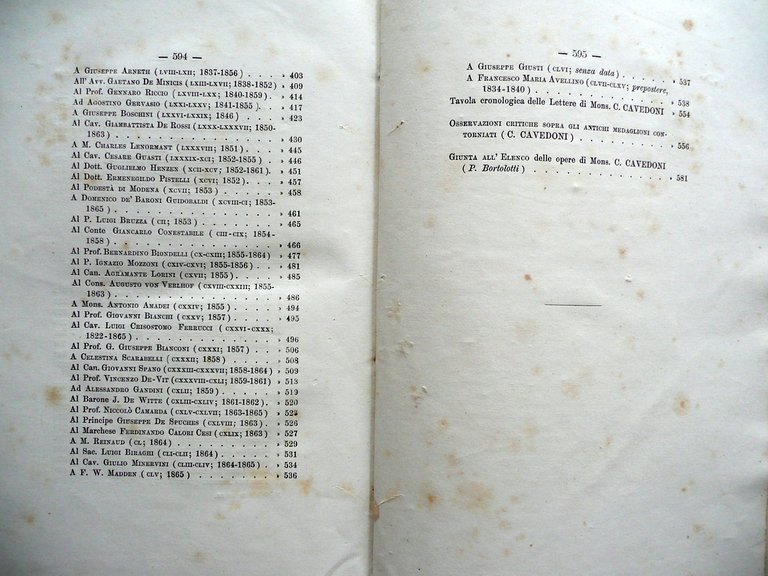 — 594 —
A Giuseppe Arneth (LVIII-LXII; 1837-1856) . . » 403
All' Avv. Gaetano De Minicis (LXIII-LXVII; 1838-1852) » 409
Al Prof. Gennaro Riccio (LXVIII-LXX; 1840-1859) . » 414
Ad Agostino Gervasio (LXXI-LXXV; 1841-1855) . . » 417
A Giuseppe Boschini (LXXVI-LXXIX; 1846) . . . » 423
Al Cav. Giambattista De Rossi (LXXX-LXXXVII; 1850-
1863) . . . . . . . . . . . . . » 430
A M. Charles Lenormant (LXXXVIII; 1851) . . . » 445
Al Cav. Cesare Guasti (LXXXIX-XCI; 1852-1855) . . » 446
Al Dott. Guglielmo Henzen (XCII-XCV; 1852-1861) . » 451
Al Dott. Ermenegildo Pistelli (XCVI; 1852) . . . » 457
Al Podestà di Modena (XCVII; 1853) . . . . . » 458
A Domenico de' Baroni Guidobaldi (XCVIII-CI; 1853-
1865) . . . . . . . . . . . . . » 461
Al P. Luigi Bruzza (CII; 1853) . . . . . . . » 465
Al Conte Giancarlo Conestabile (CIII-CIX; 1854-
1858) . . . . . . . . . . . . . » 466
Al Prof. Bernardino Biondelli (CX-CXIII; 1855-1864) » 477
Al P. Ignazio Mozzoni (CXIV-CXVI; 1855-1856) . . » 481
Al Can. Agramante Lorini (CXVII; 1855) . . . . » 485
Al Cons. Augusto von Verlhof (CXVIII-CXXIII; 1855-
1863) . . . . . . . . . . . . . » 486
A Mons. Antonio Amadei (CXXIV; 1855) . . . . » 494
Al Prof. Giovanni Bianchi (CXXV; 1857) . . . . » 495
Al Cav. Luigi Crisostomo Ferrucci (CXXVI-CXXX;
1822-1865) . . . . . . . . . . . » 496
Al Prof. G. Giuseppe Bianconi (CXXXI; 1857) . . . » 506
A Celestina Scarabelli (CXXXII; 1858) . . . . » 508
Al Can. Giovanni Spano (CXXXIII-CXXXVII; 1858-1864) » 509
Al Prof. Vincenzo De-Vit (CXXXVIII-CXLI; 1859-1861) » 513
Ad Alessandro Gandini (CXLII; 1859) . . . . . » 519
Al Barone J. De Witte (CXLIII-CXLIV; 1861-1862) . » 520
Al Prof. Niccolò Camarda (CXLV-CXLVII; 1863-1865) » 525
Al Principe Giuseppe De Spuches (CXLVIII; 1863) . » 526
Al Marchese Ferdinando Calori Cesi (CXLIX; 1863) . » 527
A M. Reinaud (CL; 1864) . . . . . . . . » 529
Al Sac. Luigi Biraghi (CLI-CLII; 1864) . . . . » 531
Al Cav. Giulio Minervini (CLIII-CLIV; 1864-1865) . » 534
A F. W. Madden (CLV; 1865) . . . . . . . » 536
— 595 —
A Giuseppe Giusti (CLVI; senza data) . . . . . » 537
A Francesco Maria Avellino (CLVII-CLXV; prepostere,
1834-1840) . . . . . . . . . . . » 538
Tavola cronologica delle Lettere di Mons. C. CAVEDONI » 554
Osservazioni critiche sopra gli antichi medaglioni con-
torniati (C. CAVEDONI) . . . . . . . . » 556
Giunta all' Elenco delle opere di Mons. C. CAVEDONI
(P. Bortolotti) . . . . . . . . . . » 581